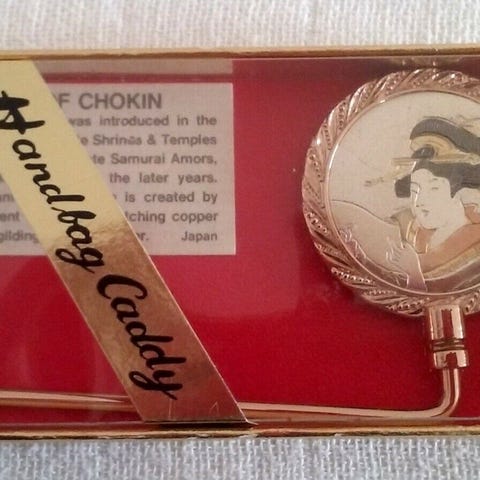 Handbag Caddy
F CHOKIN
was introduced in the
Shrines & Temples
te Samurai Amors,
the later years.
is created by
ent tching copper
gilding er. Japan